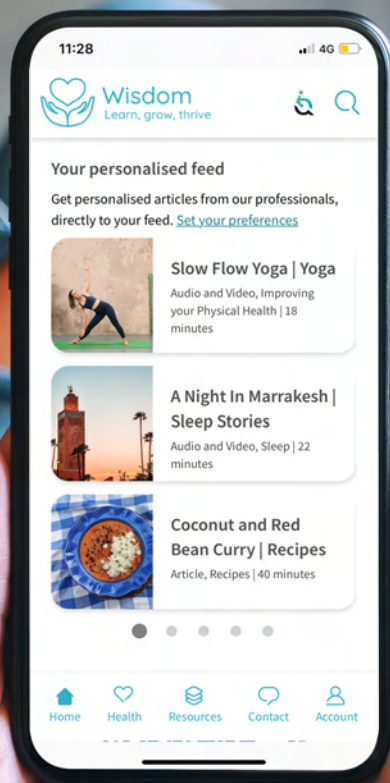 11:28
4G
Wisdom
Learn, grow, thrive
Your personalised feed
Get personalised articles from our professionals,
directly to your feed. Set your preferences
Slow Flow Yoga | Yoga
Audio and Video, Improving
your Physical Health | 18
minutes
A Night In Marrakesh |
Sleep Stories
Audio and Video, Sleep | 22
minutes
Coconut and Red
Bean Curry | Recipes
Article, Recipes | 40 minutes
Home
Health
Resources
Contact
Account